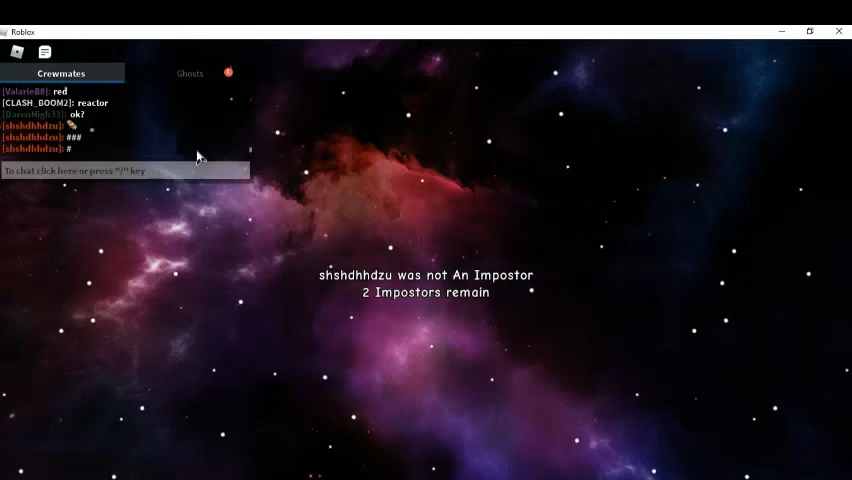 Roblox
Crewmates
Ghosts
1
[ValarieB8]: red
[CLASH_BOOM2]: reactor
[DarenHigh33]: ok?
[shshdhhdzu]:
[shshdhhdzu]: ###
[shshdhhdzu]: #
To chat click here or press "/" key
shshdhhdzu was not An Impostor
2 Impostors remain